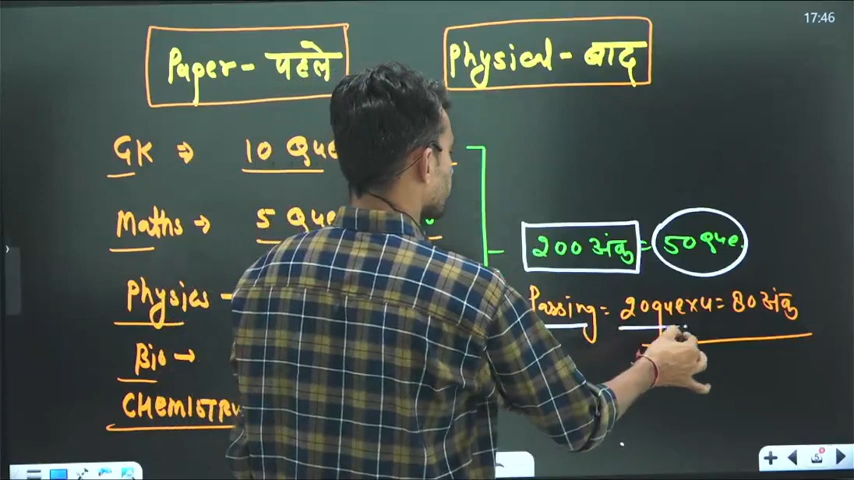 17:46
Paper - पहले
Physical - बाद
GK ⇒ 10 Que
Maths → 5 Que
200 अंक = 50 Que.
Physics -
Passing = 20 que x 4 = 80 अंक
Bio →
CHEMISTR